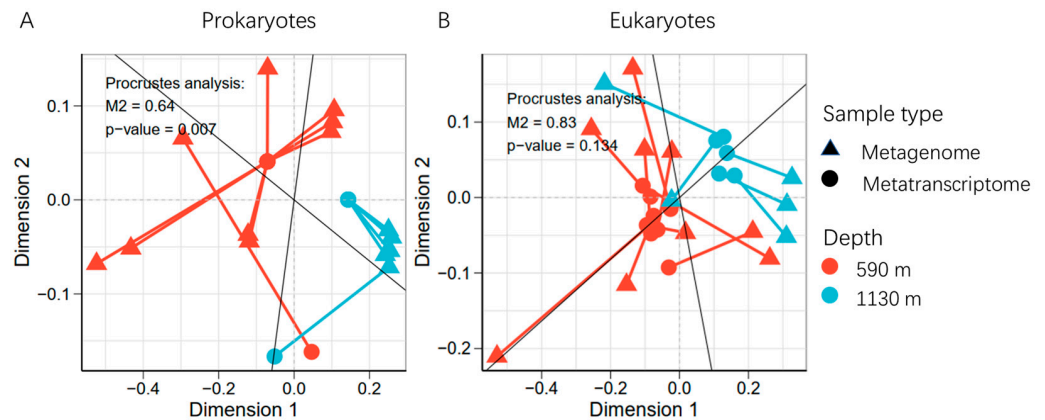 A
Prokaryotes
Procrustes analysis:
M2 = 0.64
p−value = 0.007
0.1
0.0
−0.1
Dimension 2
−0.4
−0.2
0.0
0.2
Dimension 1
B
Eukaryotes
Procrustes analysis:
M2 = 0.83
p−value = 0.134
0.1
0.0
−0.1
−0.2
Dimension 2
−0.4
−0.2
0.0
0.2
Dimension 1
Sample type
Metagenome
Metatranscriptome
Depth
590 m
1130 m